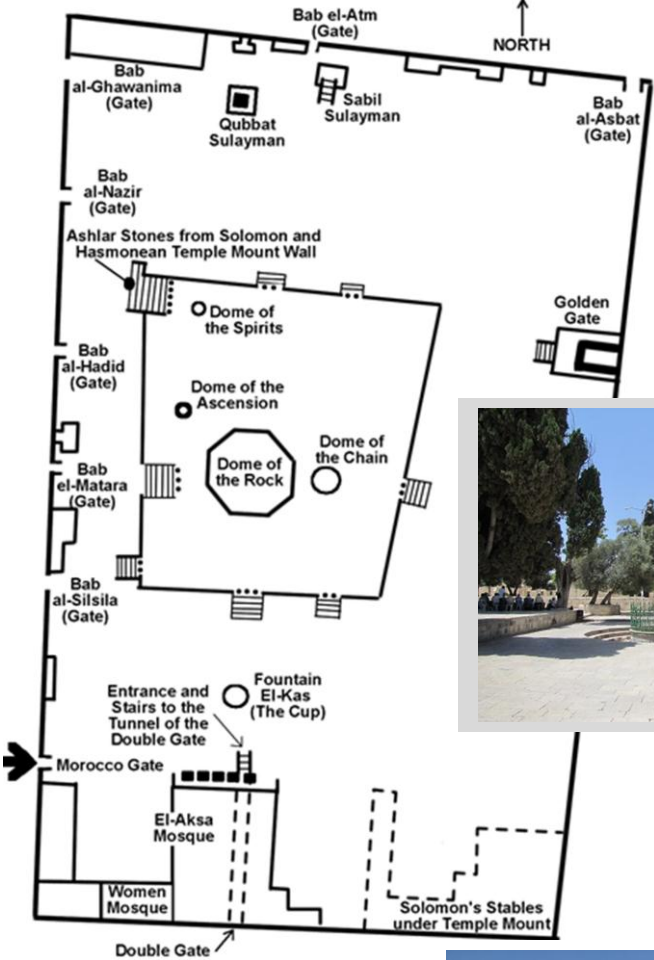 Bab el-Atm
(Gate)
NORTH
Bab
al-Ghawanima
(Gate)
Qubbat
Sulayman
Sabil
Sulayman
Bab
al-Asbat
(Gate)
Bab
al-Nazir
(Gate)
Ashlar Stones from Solomon and
Hasmonean Temple Mount Wall
Dome of
the Spirits
Golden
Gate
Bab
al-Hadid
(Gate)
Dome of the
Ascension
Dome of
the Rock
Dome of
the Chain
Bab
el-Matara
(Gate)
Bab
al-Silsila
(Gate)
Fountain
El-Kas
(The Cup)
Entrance and
Stairs to the
Tunnel of the
Double Gate
Morocco Gate
El-Aksa
Mosque
Women
Mosque
Solomon's Stables
under Temple Mount
Double Gate